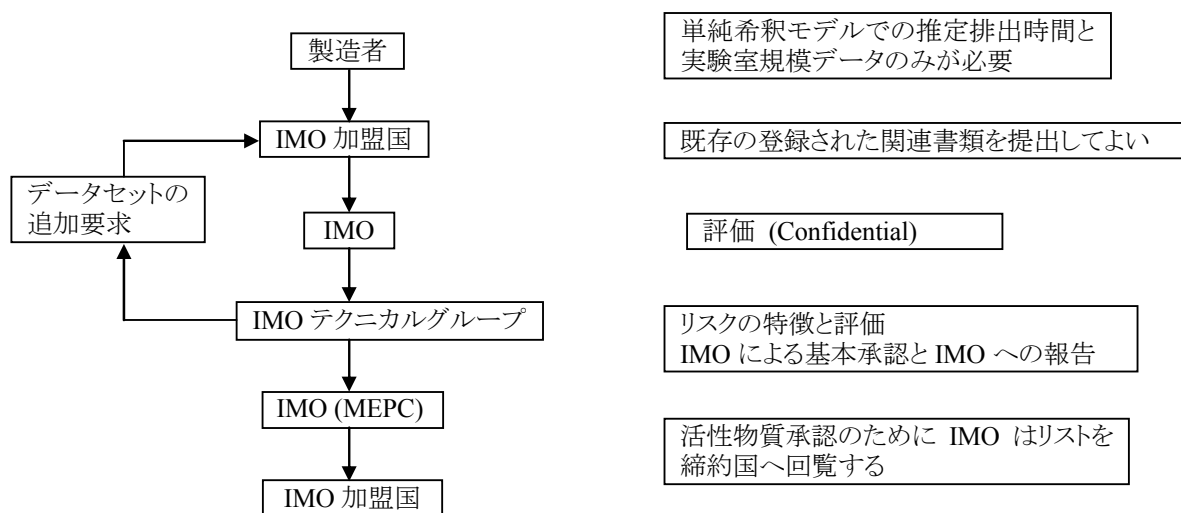 製造者
IMO 加盟国
データセットの
追加要求
IMO
IMO テクニカルグループ
IMO (MEPC)
IMO 加盟国
単純希釈モデルでの推定排出時間と
実験室規模データのみが必要
既存の登録された関連書類を提出してよい
評価 (Confidential)
リスクの特徴と評価
IMO による基本承認と IMO への報告
活性物質承認のために IMO はリストを
締約国へ回覧する